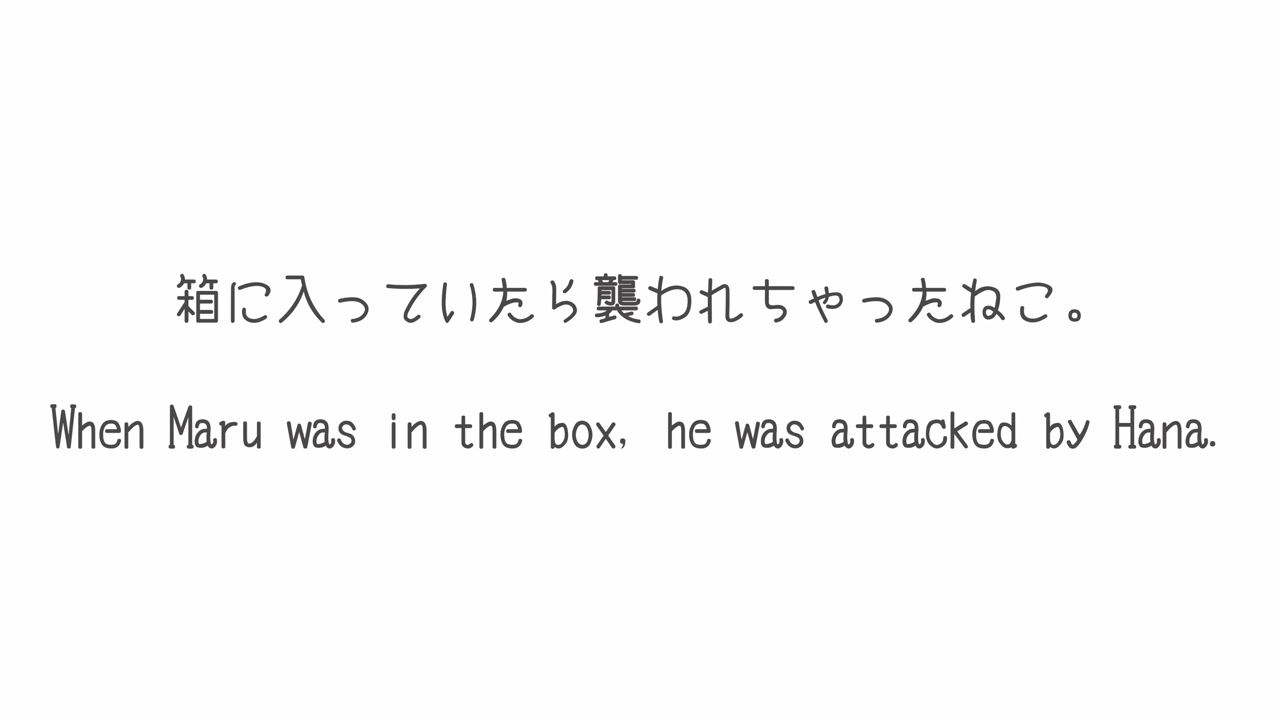 箱に入っていたら襲われちゃったねこ。
When Maru was in the box, he was attacked by Hana.